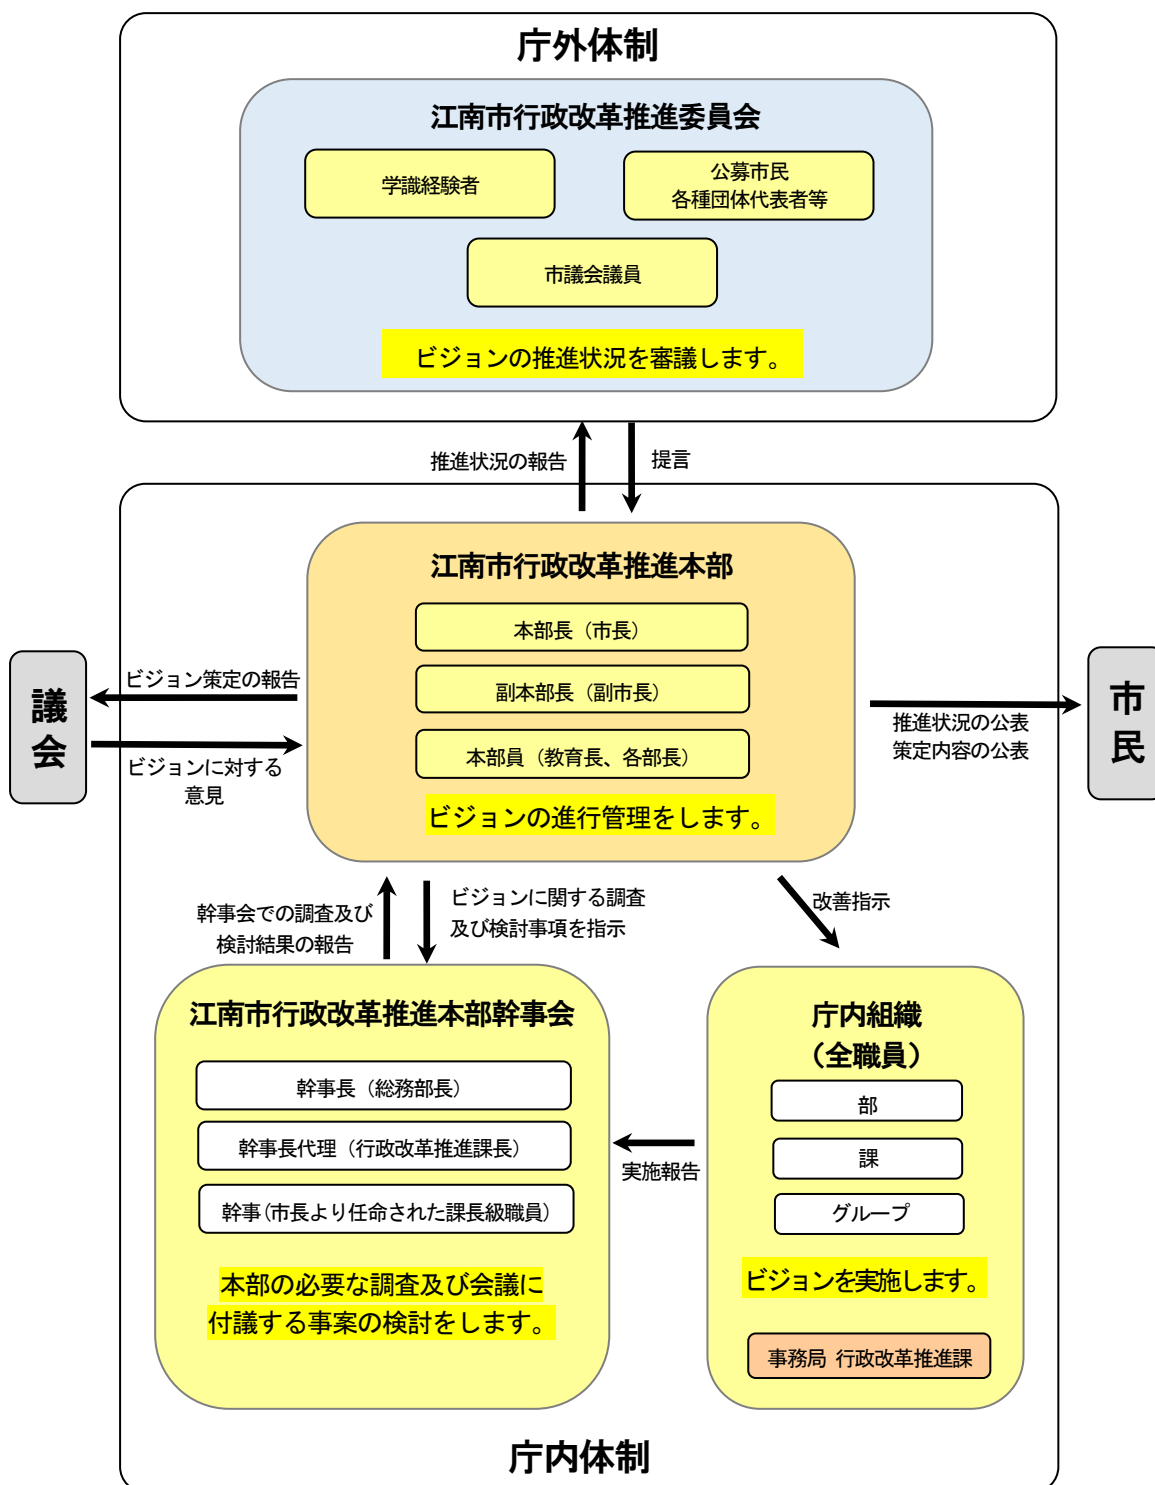 庁外体制
江南市行政改革推進委員会
学識経験者
公募市民
各種団体代表者等
市議会議員
ビジョンの推進状況を審議します。
推進状況の報告
提言
江南市行政改革推進本部
本部長（市長）
副本部長（副市長）
本部員（教育長、各部長）
ビジョンの進行管理をします。
議会
ビジョン策定の報告
ビジョンに対する
意見
推進状況の公表
策定内容の公表
市民
幹事会での調査及び
検討結果の報告
ビジョンに関する調査
及び検討事項を指示
改善指示
江南市行政改革推進本部幹事会
幹事長（総務部長）
幹事長代理（行政改革推進課長）
幹事（市長より任命された課長級職員）
本部の必要な調査及び会議に
付議する事案の検討をします。
実施報告
庁内組織
（全職員）
部
課
グループ
ビジョンを実施します。
事務局 行政改革推進課
庁内体制